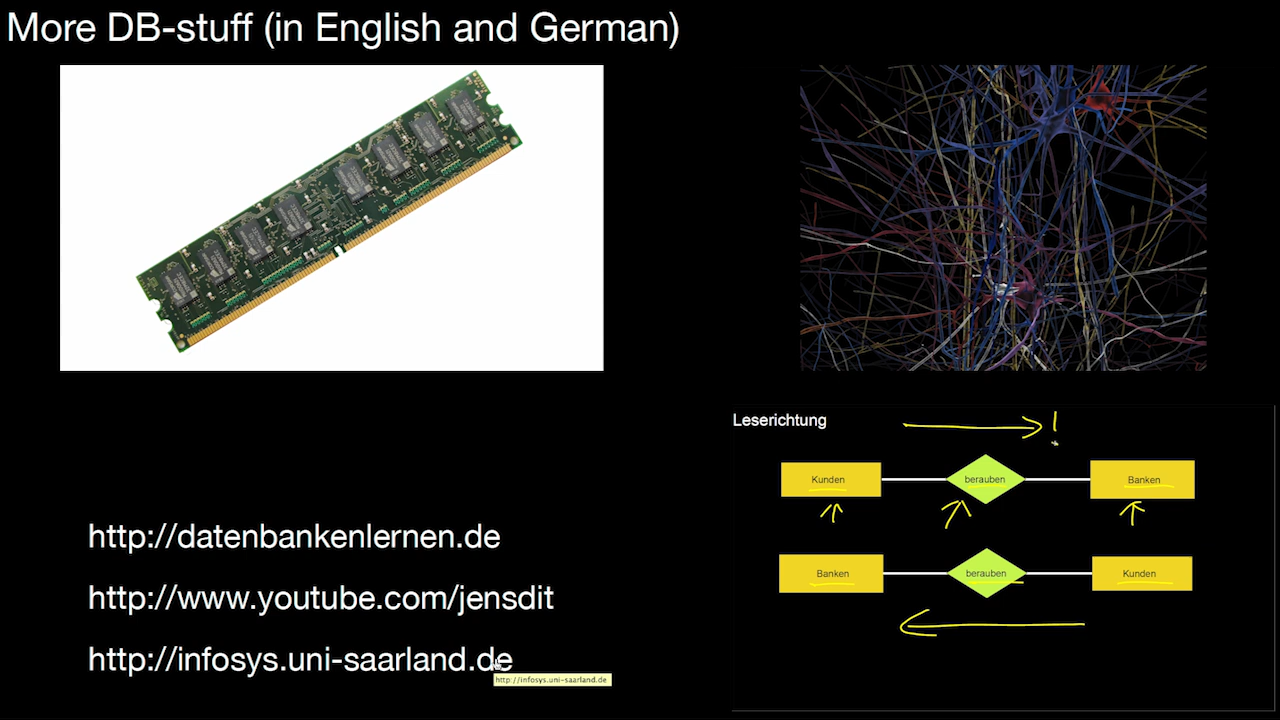 More DB-stuff (in English and German)
Leserichtung
!
Kunden berauben Banken
Banken berauben Kunden
http://datenbankenlernen.de
http://www.youtube.com/jensdit
http://infosys.uni-saarland.de
http://infosys.uni-saarland.de